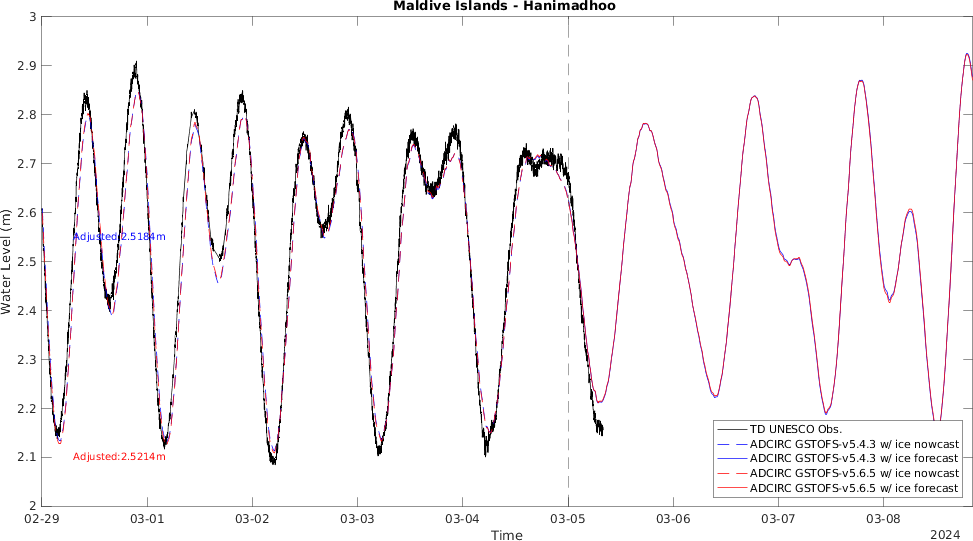 Maldive Islands - Hanimadhoo
Water Level (m)
3
2.9
2.8
2.7
2.6
2.5
2.4
2.3
2.2
2.1
2
Adjusted:2.5184m
Adjusted:2.5214m
TD UNESCO Obs.
ADCIRC GSTOFS-v5.4.3 w/ ice nowcast
ADCIRC GSTOFS-v5.4.3 w/ ice forecast
ADCIRC GSTOFS-v5.6.5 w/ ice nowcast
ADCIRC GSTOFS-v5.6.5 w/ ice forecast
02-29 03-01 03-02 03-03 03-04 03-05 03-06 03-07 03-08
Time
2024